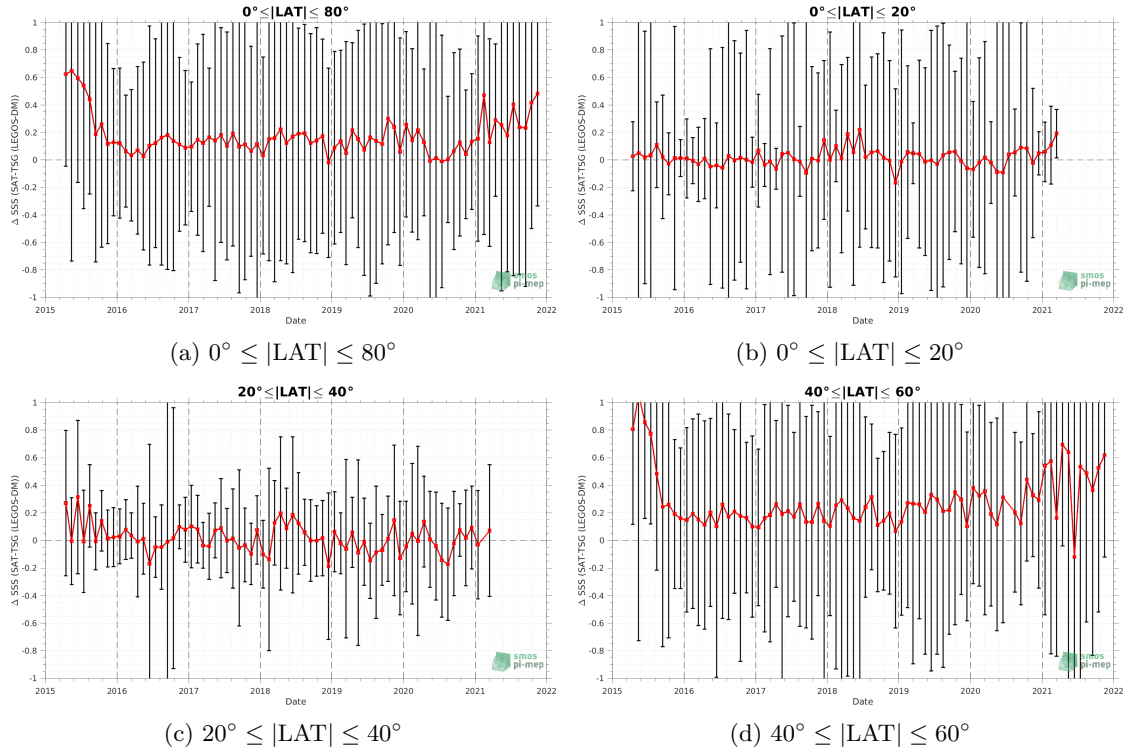 0°≤|LAT|≤ 80°
Δ SSS (SAT-TSG (LEGOS-DM))
1
0.8
0.6
0.4
0.2
0
-0.2
-0.4
-0.6
-0.8
-1
2015 2016 2017 2018 2019 2020 2021 2022
Date
smos
pi-mep
(a) 0° ≤ |LAT| ≤ 80°
0°≤|LAT|≤ 20°
Δ SSS (SAT-TSG (LEGOS-DM))
1
0.8
0.6
0.4
0.2
0
-0.2
-0.4
-0.6
-0.8
-1
2015 2016 2017 2018 2019 2020 2021 2022
Date
smos
pi-mep
(b) 0° ≤ |LAT| ≤ 20°
20°≤|LAT|≤ 40°
Δ SSS (SAT-TSG (LEGOS-DM))
1
0.8
0.6
0.4
0.2
0
-0.2
-0.4
-0.6
-0.8
-1
2015 2016 2017 2018 2019 2020 2021 2022
Date
smos
pi-mep
(c) 20° ≤ |LAT| ≤ 40°
40°≤|LAT|≤ 60°
Δ SSS (SAT-TSG (LEGOS-DM))
1
0.8
0.6
0.4
0.2
0
-0.2
-0.4
-0.6
-0.8
-1
2015 2016 2017 2018 2019 2020 2021 2022
Date
smos
pi-mep
(d) 40° ≤ |LAT| ≤ 60°